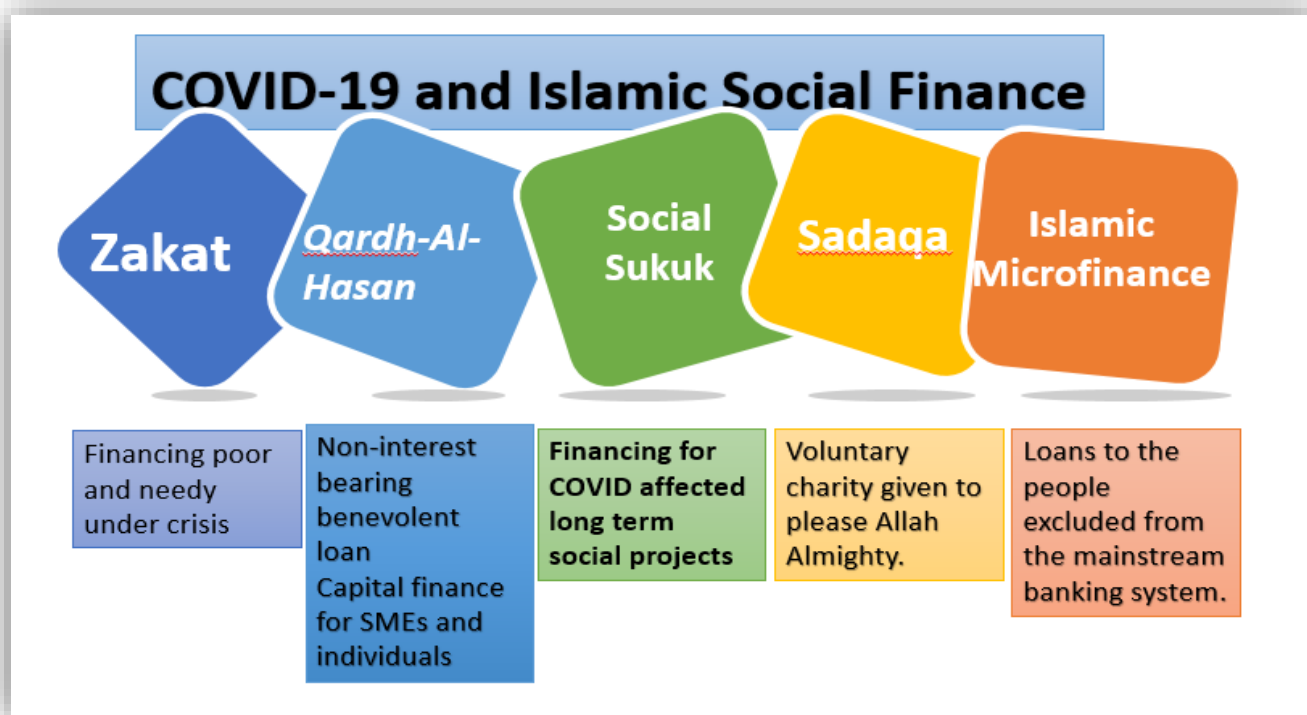 COVID-19 and Islamic Social Finance
Zakat
Qardh-Al-
Hasan
Social
Sukuk
Sadaqa
Islamic
Microfinance
Financing poor
and needy
under crisis
Non-interest
bearing
benevolent
loan
Capital finance
for SMEs and
individuals
Financing for
COVID affected
long term
social projects
Voluntary
charity given to
please Allah
Almighty.
Loans to the
people
excluded from
the mainstream
banking system.